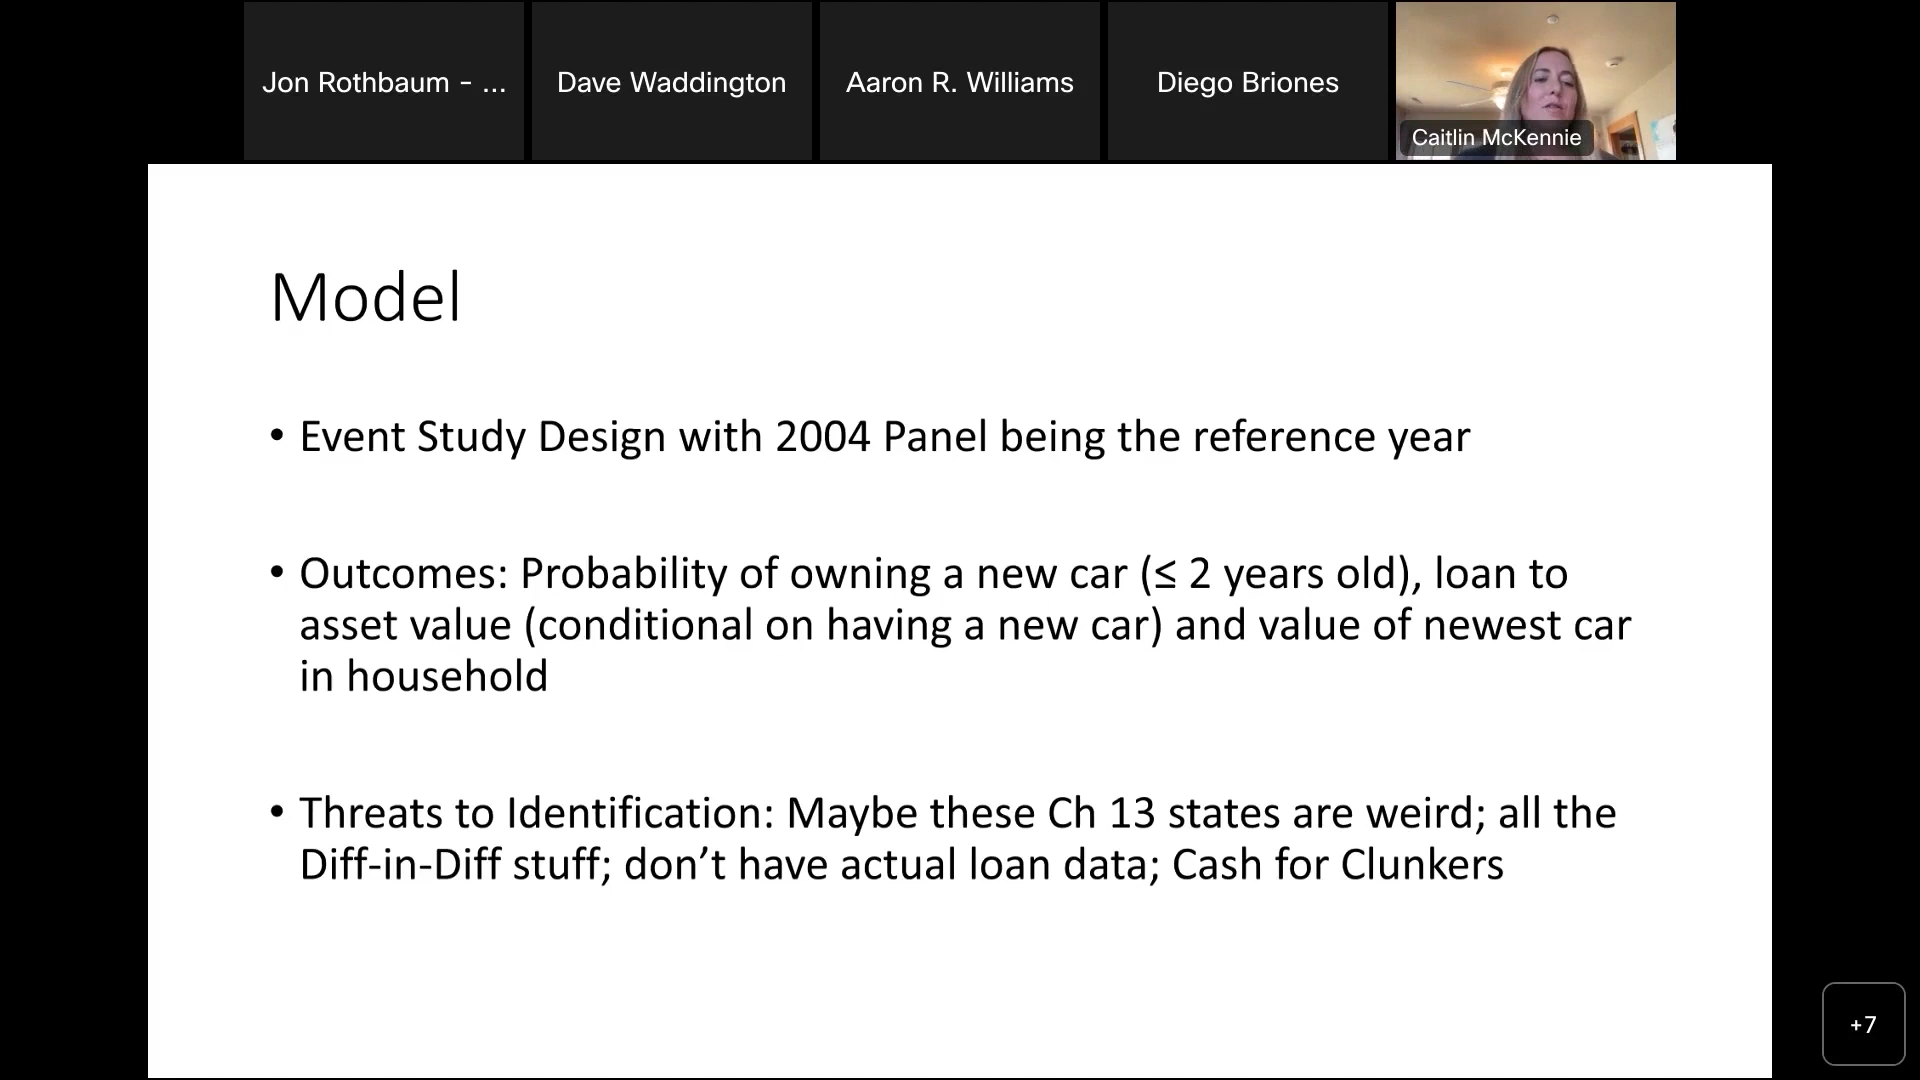 Jon Rothbaum - ...
Dave Waddington
Aaron R. Williams
Diego Briones
Caitlin McKennie
Model
• Event Study Design with 2004 Panel being the reference year
• Outcomes: Probability of owning a new car (≤ 2 years old), loan to
asset value (conditional on having a new car) and value of newest car
in household
• Threats to Identification: Maybe these Ch 13 states are weird; all the
Diff-in-Diff stuff; don’t have actual loan data; Cash for Clunkers
+7